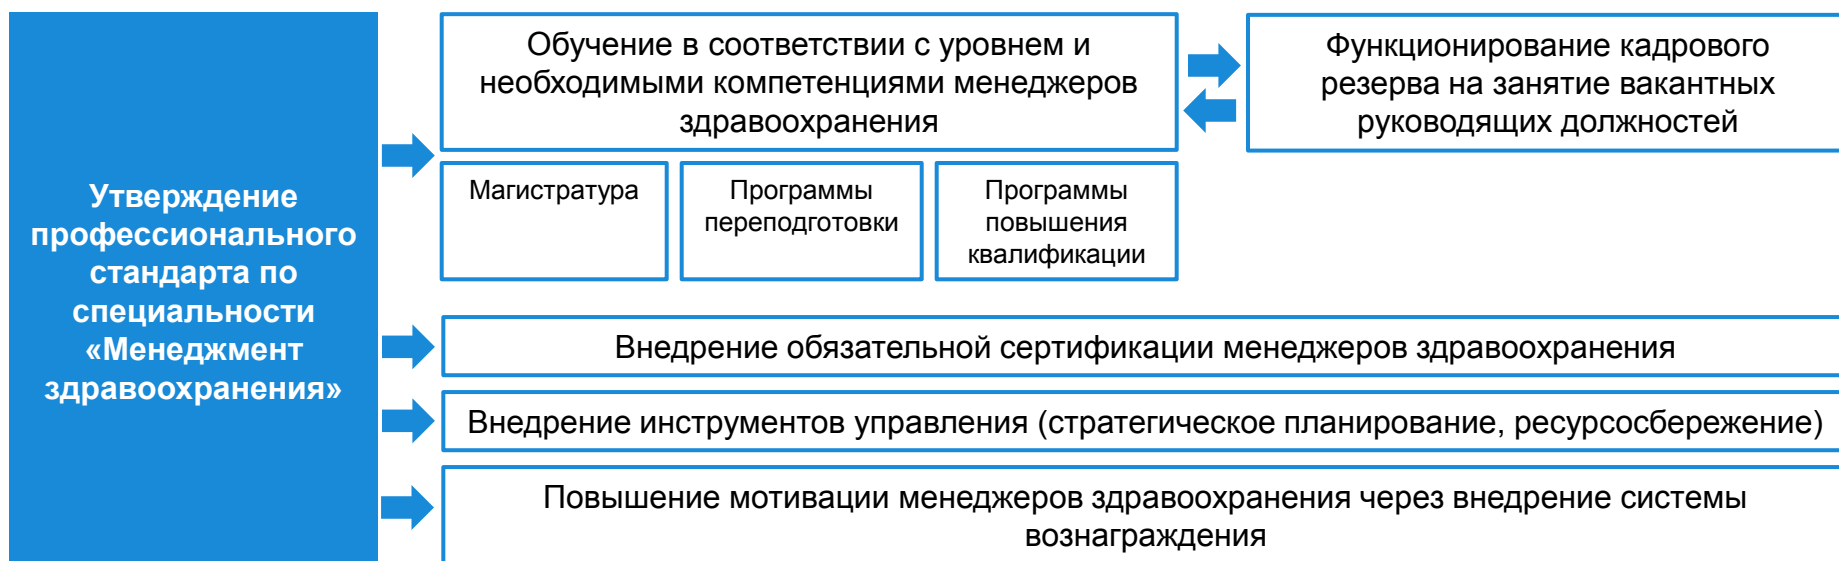 Утверждение
профессионального
стандарта по
специальности
«Менеджмент
здравоохранения»
Обучение в соответствии с уровнем и
необходимыми компетенциями менеджеров
здравоохранения
Функционирование кадрового
резерва на занятие вакантных
руководящих должностей
Магистратура
Программы
переподготовки
Программы
повышения
квалификации
Внедрение обязательной сертификации менеджеров здравоохранения
Внедрение инструментов управления (стратегическое планирование, ресурсосбережение)
Повышение мотивации менеджеров здравоохранения через внедрение системы
вознаграждения